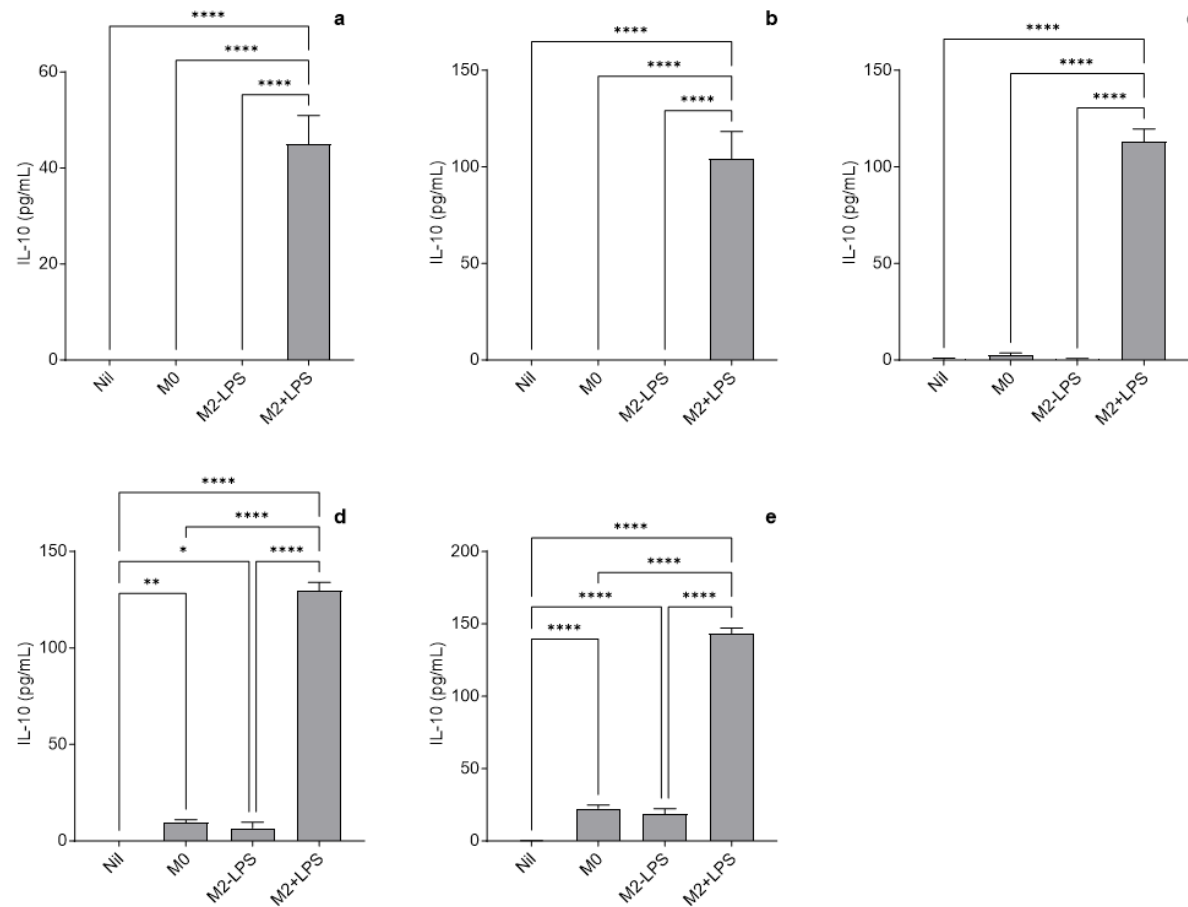 a
****
****
****
60
40
20
0
IL-10 (pg/mL)
Nil
M0
M2-LPS
M2+LPS
b
****
****
****
150
100
50
0
IL-10 (pg/mL)
Nil
M0
M2-LPS
M2+LPS
****
****
****
150
100
50
0
IL-10 (pg/mL)
Nil
M0
M2-LPS
M2+LPS
d
****
****
*
****
**
150
100
50
0
IL-10 (pg/mL)
Nil
M0
M2-LPS
M2+LPS
e
****
****
****
****
****
200
150
100
50
0
IL-10 (pg/mL)
Nil
M0
M2-LPS
M2+LPS